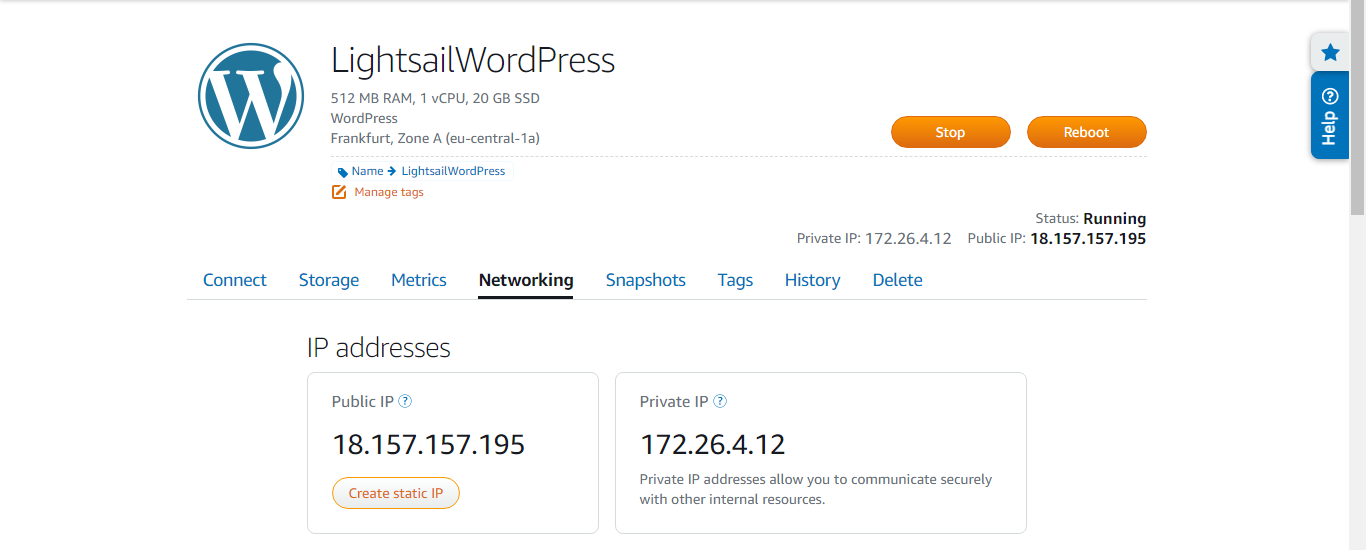 LightsailWordPress
512 MB RAM, 1 vCPU, 20 GB SSD
WordPress
Frankfurt, Zone A (eu-central-1a)
Stop
Reboot
Help
Name LightsailWordPress
Manage tags
Status: Running
Private IP: 172.26.4.12 Public IP: 18.157.157.195
Connect Storage Metrics Networking Snapshots Tags History Delete
IP addresses
Public IP ?
18.157.157.195
Create static IP
Private IP ?
172.26.4.12
Private IP addresses allow you to communicate securely
with other internal resources.